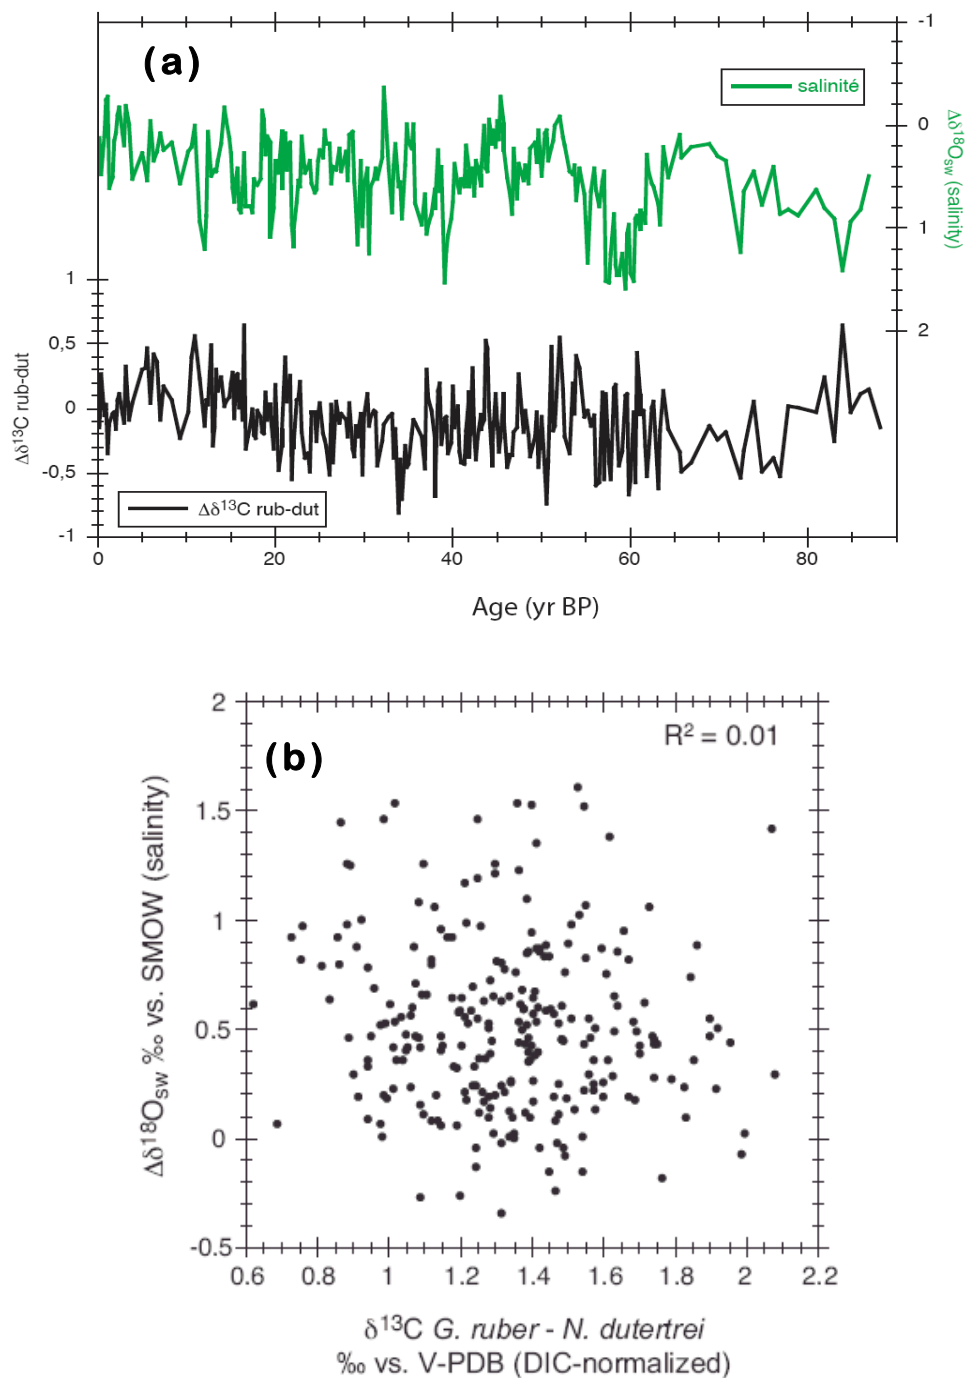 (a)
-1
salinité
0
Δδ¹⁸O_SW (salinity)
1
1
2
0,5
0
-0,5
-1
Δδ¹³C rub-dut
Δδ¹³C rub-dut
0 20 40 60 80
Age (yr BP)
2
(b)
R² = 0.01
1.5
1
0.5
0
-0.5
Δδ¹⁸O_SW ‰ vs. SMOW (salinity)
0.6 0.8 1 1.2 1.4 1.6 1.8 2 2.2
δ¹³C G. ruber - N. dutertrei
‰ vs. V-PDB (DIC-normalized)